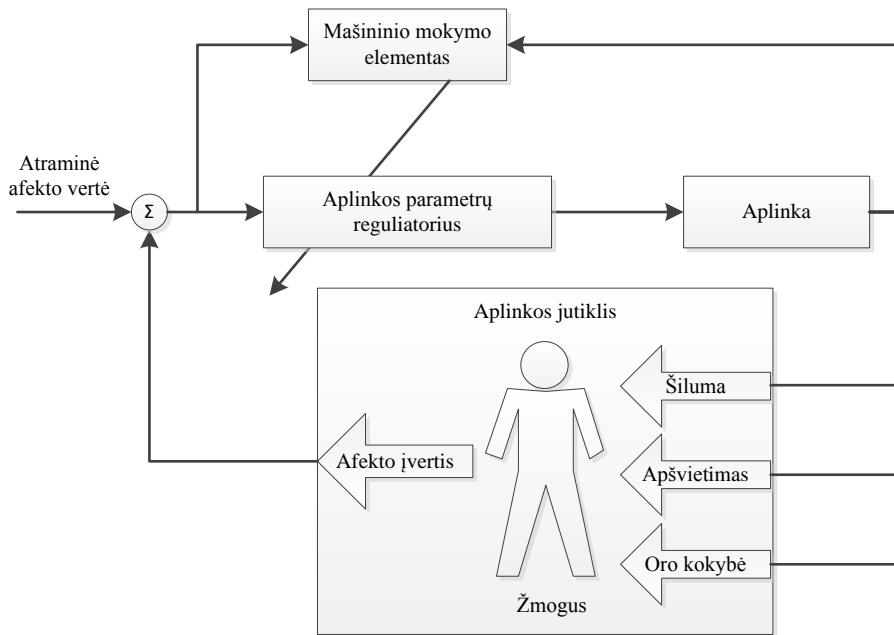 Mašininio mokymo
elementas
Atraminė
afekto vertė
Σ
Aplinkos parametrų
reguliatorius
Aplinka
Aplinkos jutiklis
Šiluma
Afekto įvertis
Apšvietimas
Oro kokybė
Žmogus